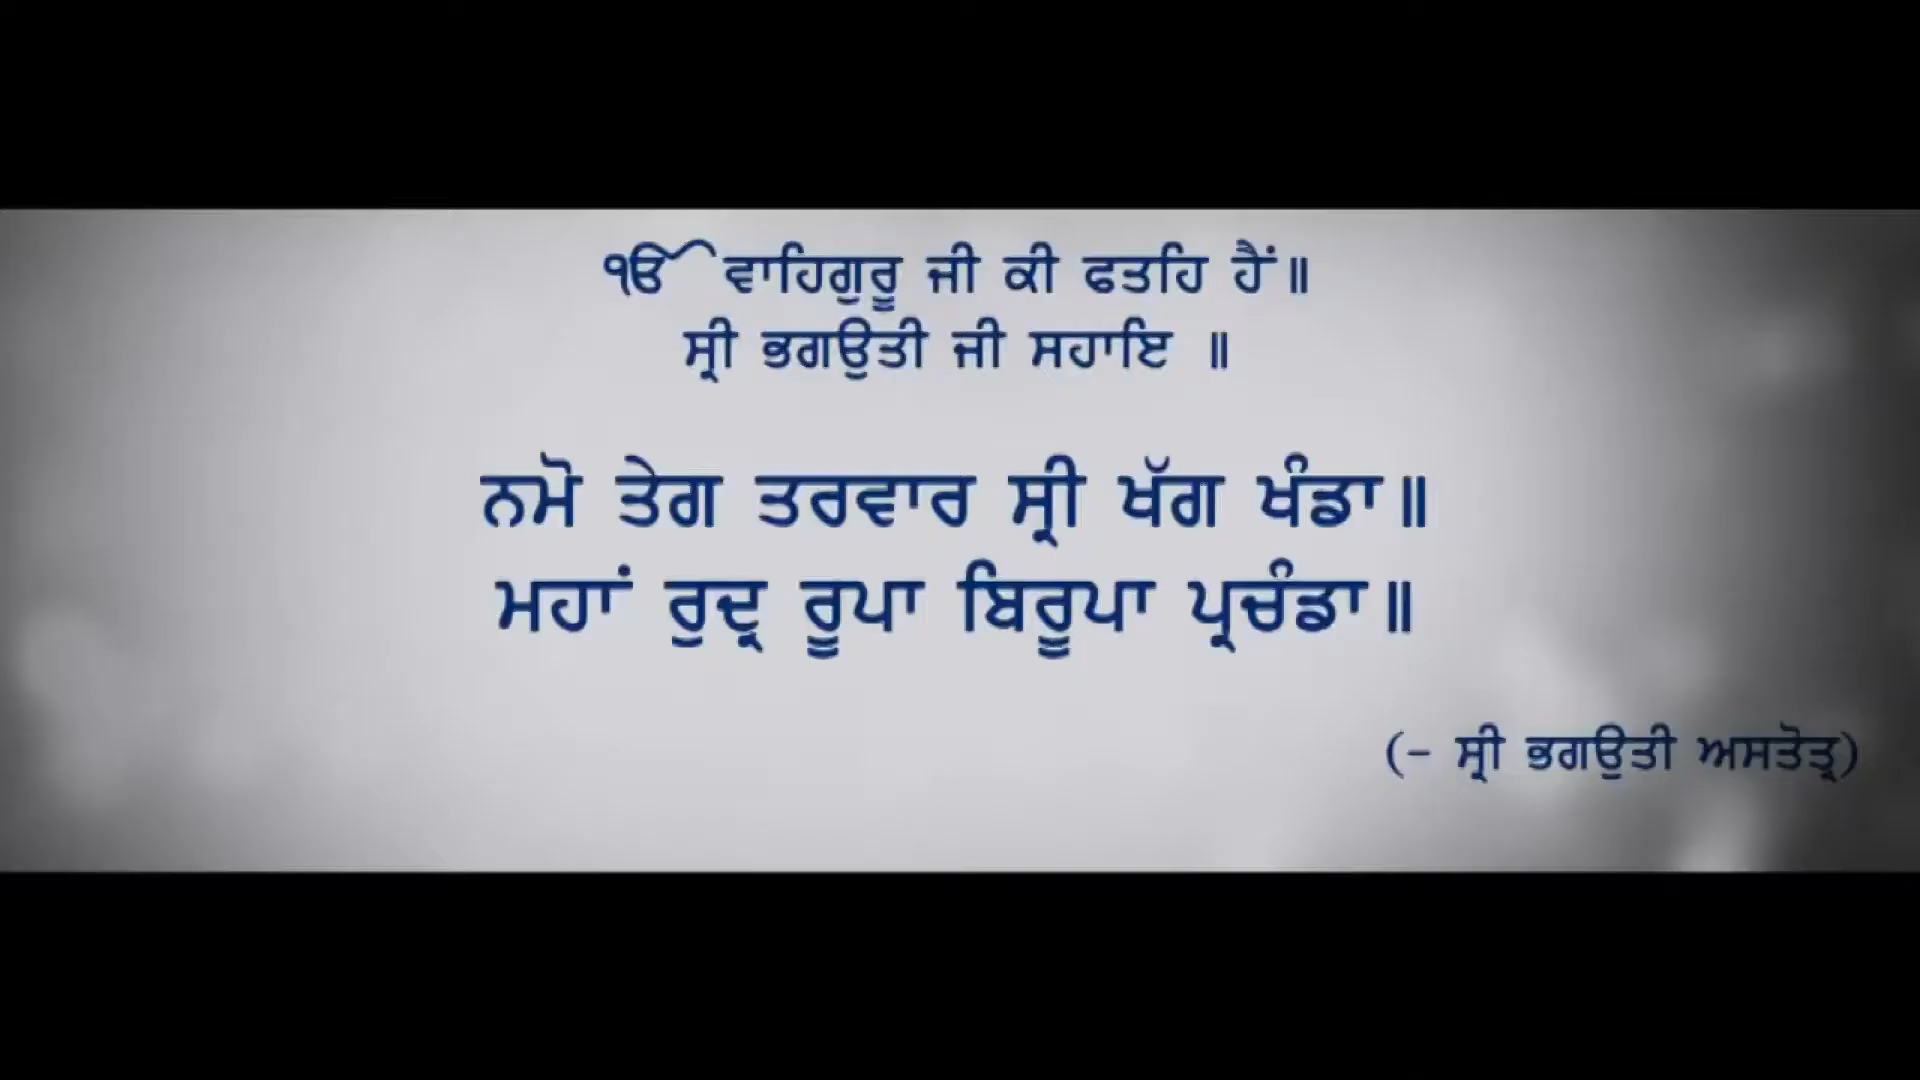 ੴ ਵਾਹਿਗੁਰੂ ਜੀ ਕੀ ਫਤਹਿ ਹੈਂ॥
ਸ੍ਰੀ ਭਗਉਤੀ ਜੀ ਸਹਾਇ ॥
ਨਮੋ ਤੇਗ ਤਰਵਾਰ ਸ੍ਰੀ ਖੱਗ ਖੰਡਾ॥
ਮਹਾਂ ਰੁਦ੍ਰ ਰੂਪਾ ਬਿਰੂਪਾ ਪ੍ਰਚੰਡਾ॥
(- ਸ੍ਰੀ ਭਗਉਤੀ ਅਸਤੋਤ੍ਰ)